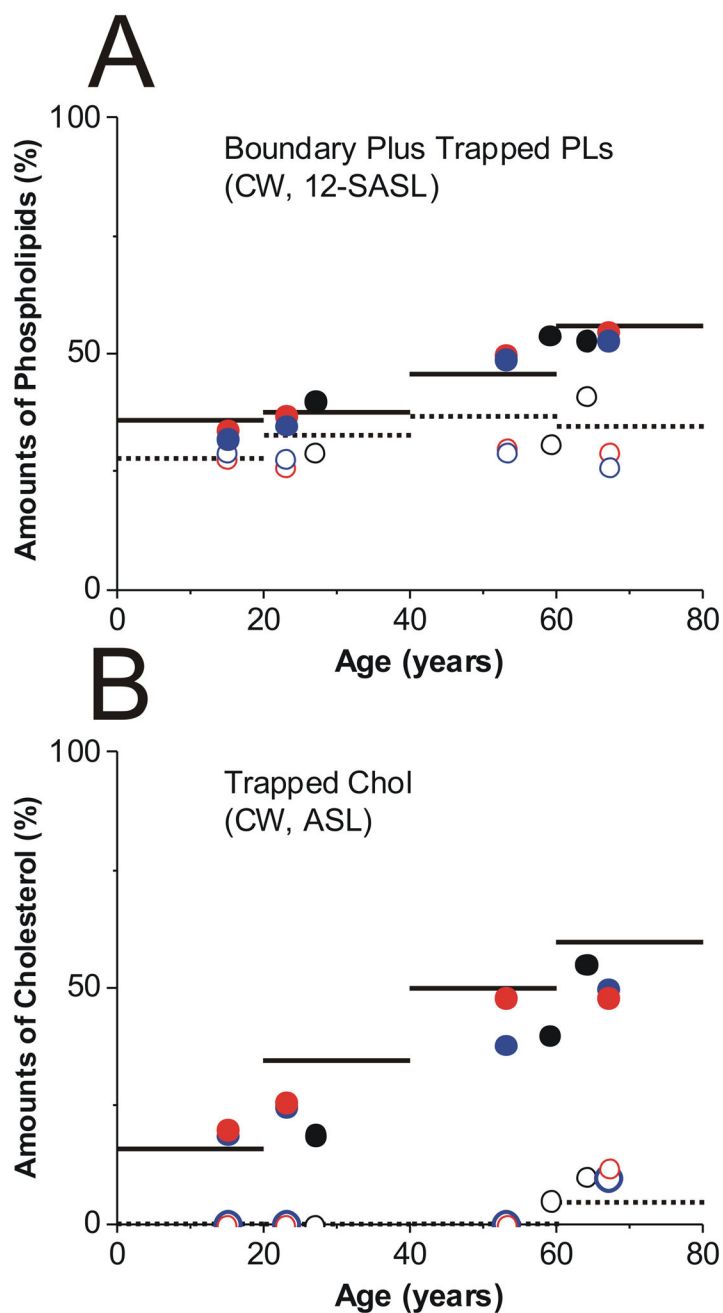 A
100
Boundary Plus Trapped PLs
(CW, 12-SASL)
Amounts of Phospholipids (%)
50
0
0 20 40 60 80
Age (years)
B
100
Trapped Chol
(CW, ASL)
Amounts of Cholesterol (%)
50
0
0 20 40 60 80
Age (years)